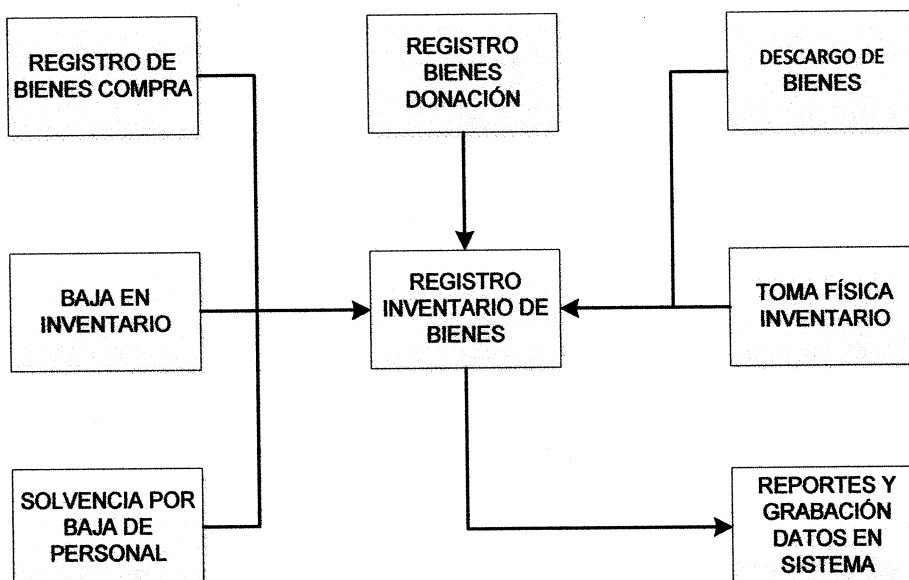 REGISTRO DE
BIENES COMPRA
REGISTRO
BIENES
DONACIÓN
DESCARGO DE
BIENES
BAJA EN
INVENTARIO
REGISTRO
INVENTARIO DE
BIENES
TOMA FÍSICA
INVENTARIO
SOLVENCIA POR
BAJA DE
PERSONAL
REPORTES Y
GRABACIÓN
DATOS EN
SISTEMA